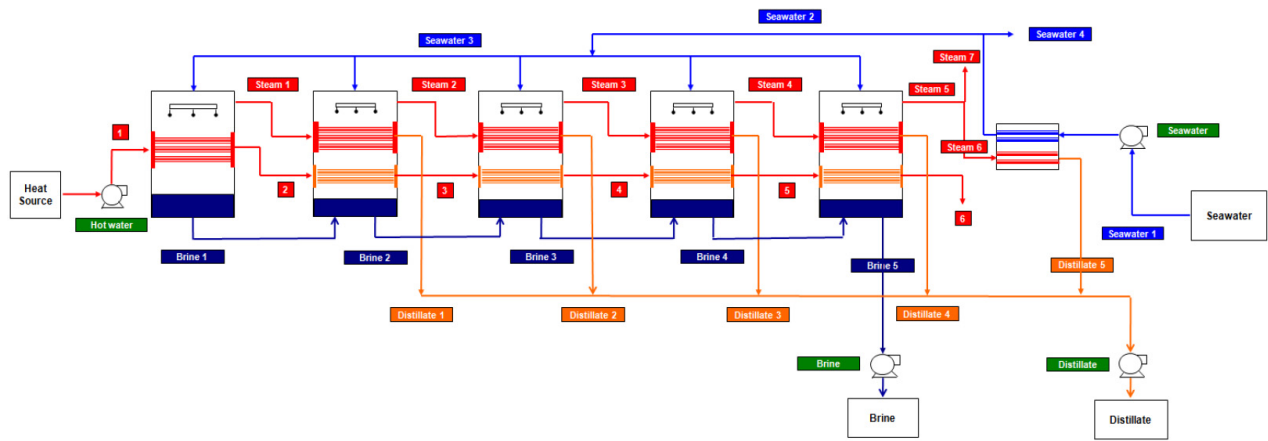 Seawater 2
Seawater 4
Seawater 3
Steam 7
Steam 1
Steam 2
Steam 3
Steam 4
Steam 5
1
Seawater
Steam 6
Heat
Source
2
3
4
5
6
Hot water
Seawater
Seawater 1
Brine 1
Brine 2
Brine 3
Brine 4
Brine 5
Distillate 5
Distillate 1
Distillate 2
Distillate 3
Distillate 4
Brine
Distillate
Brine
Distillate